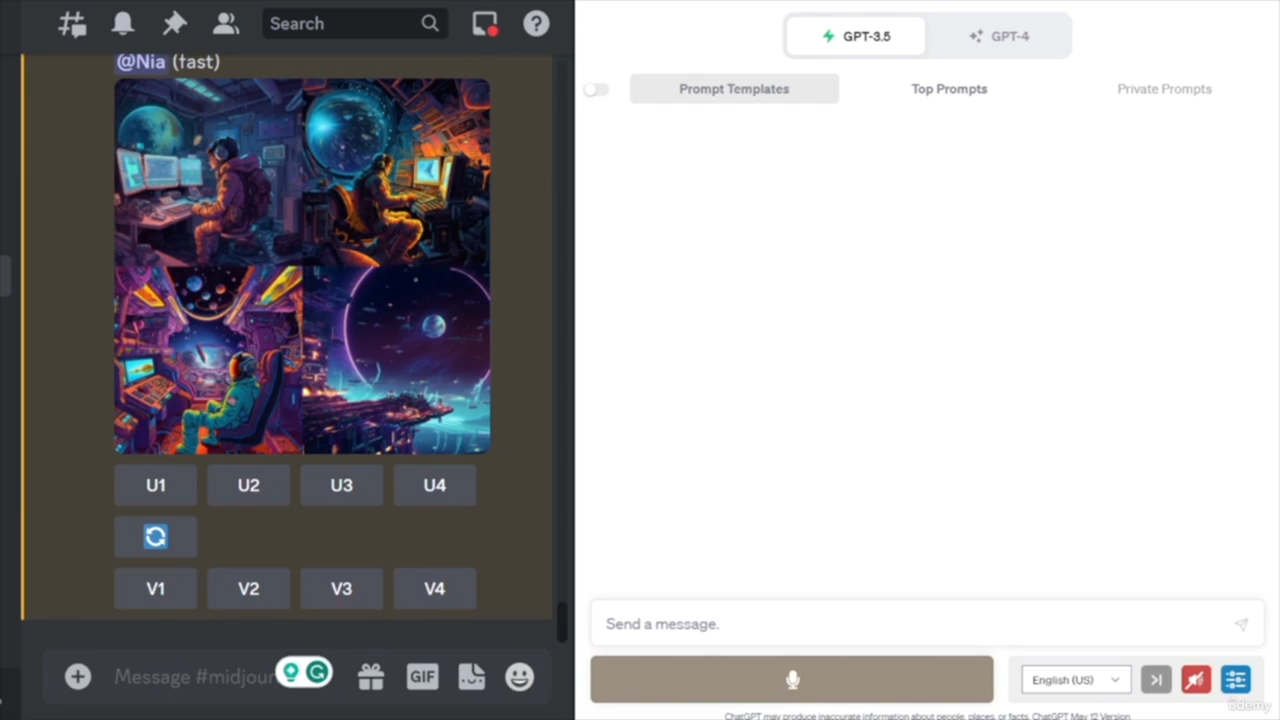 Search
@Nia (fast)
U1 U2 U3 U4
V1 V2 V3 V4
Message #midjour
GIF
GPT-3.5
GPT-4
Prompt Templates
Top Prompts
Private Prompts
Send a message.
English (US)
ChatGPT may produce inaccurate information about people, places, or facts. ChatGPT May 12 Version
ûdemy